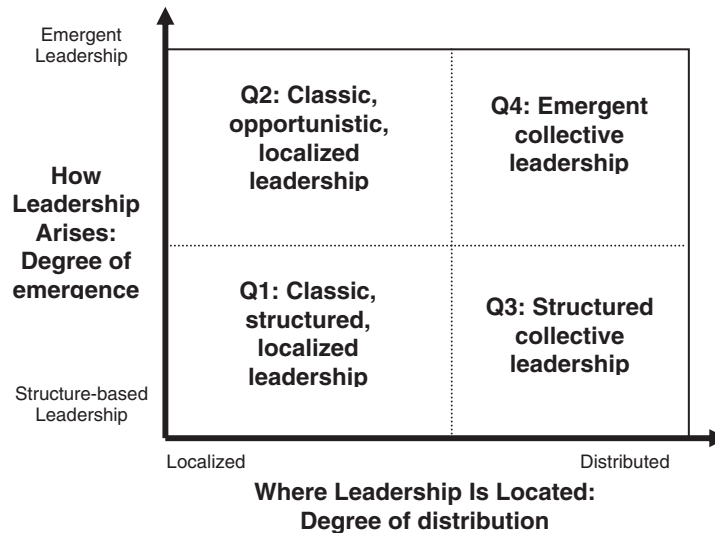 Emergent
Leadership
Q2: Classic,
opportunistic,
localized
leadership
Q4: Emergent
collective
leadership
How
Leadership
Arises:
Degree of
emergence
Q1: Classic,
structured,
localized
leadership
Q3: Structured
collective
leadership
Structure-based
Leadership
Localized
Distributed
Where Leadership Is Located:
Degree of distribution